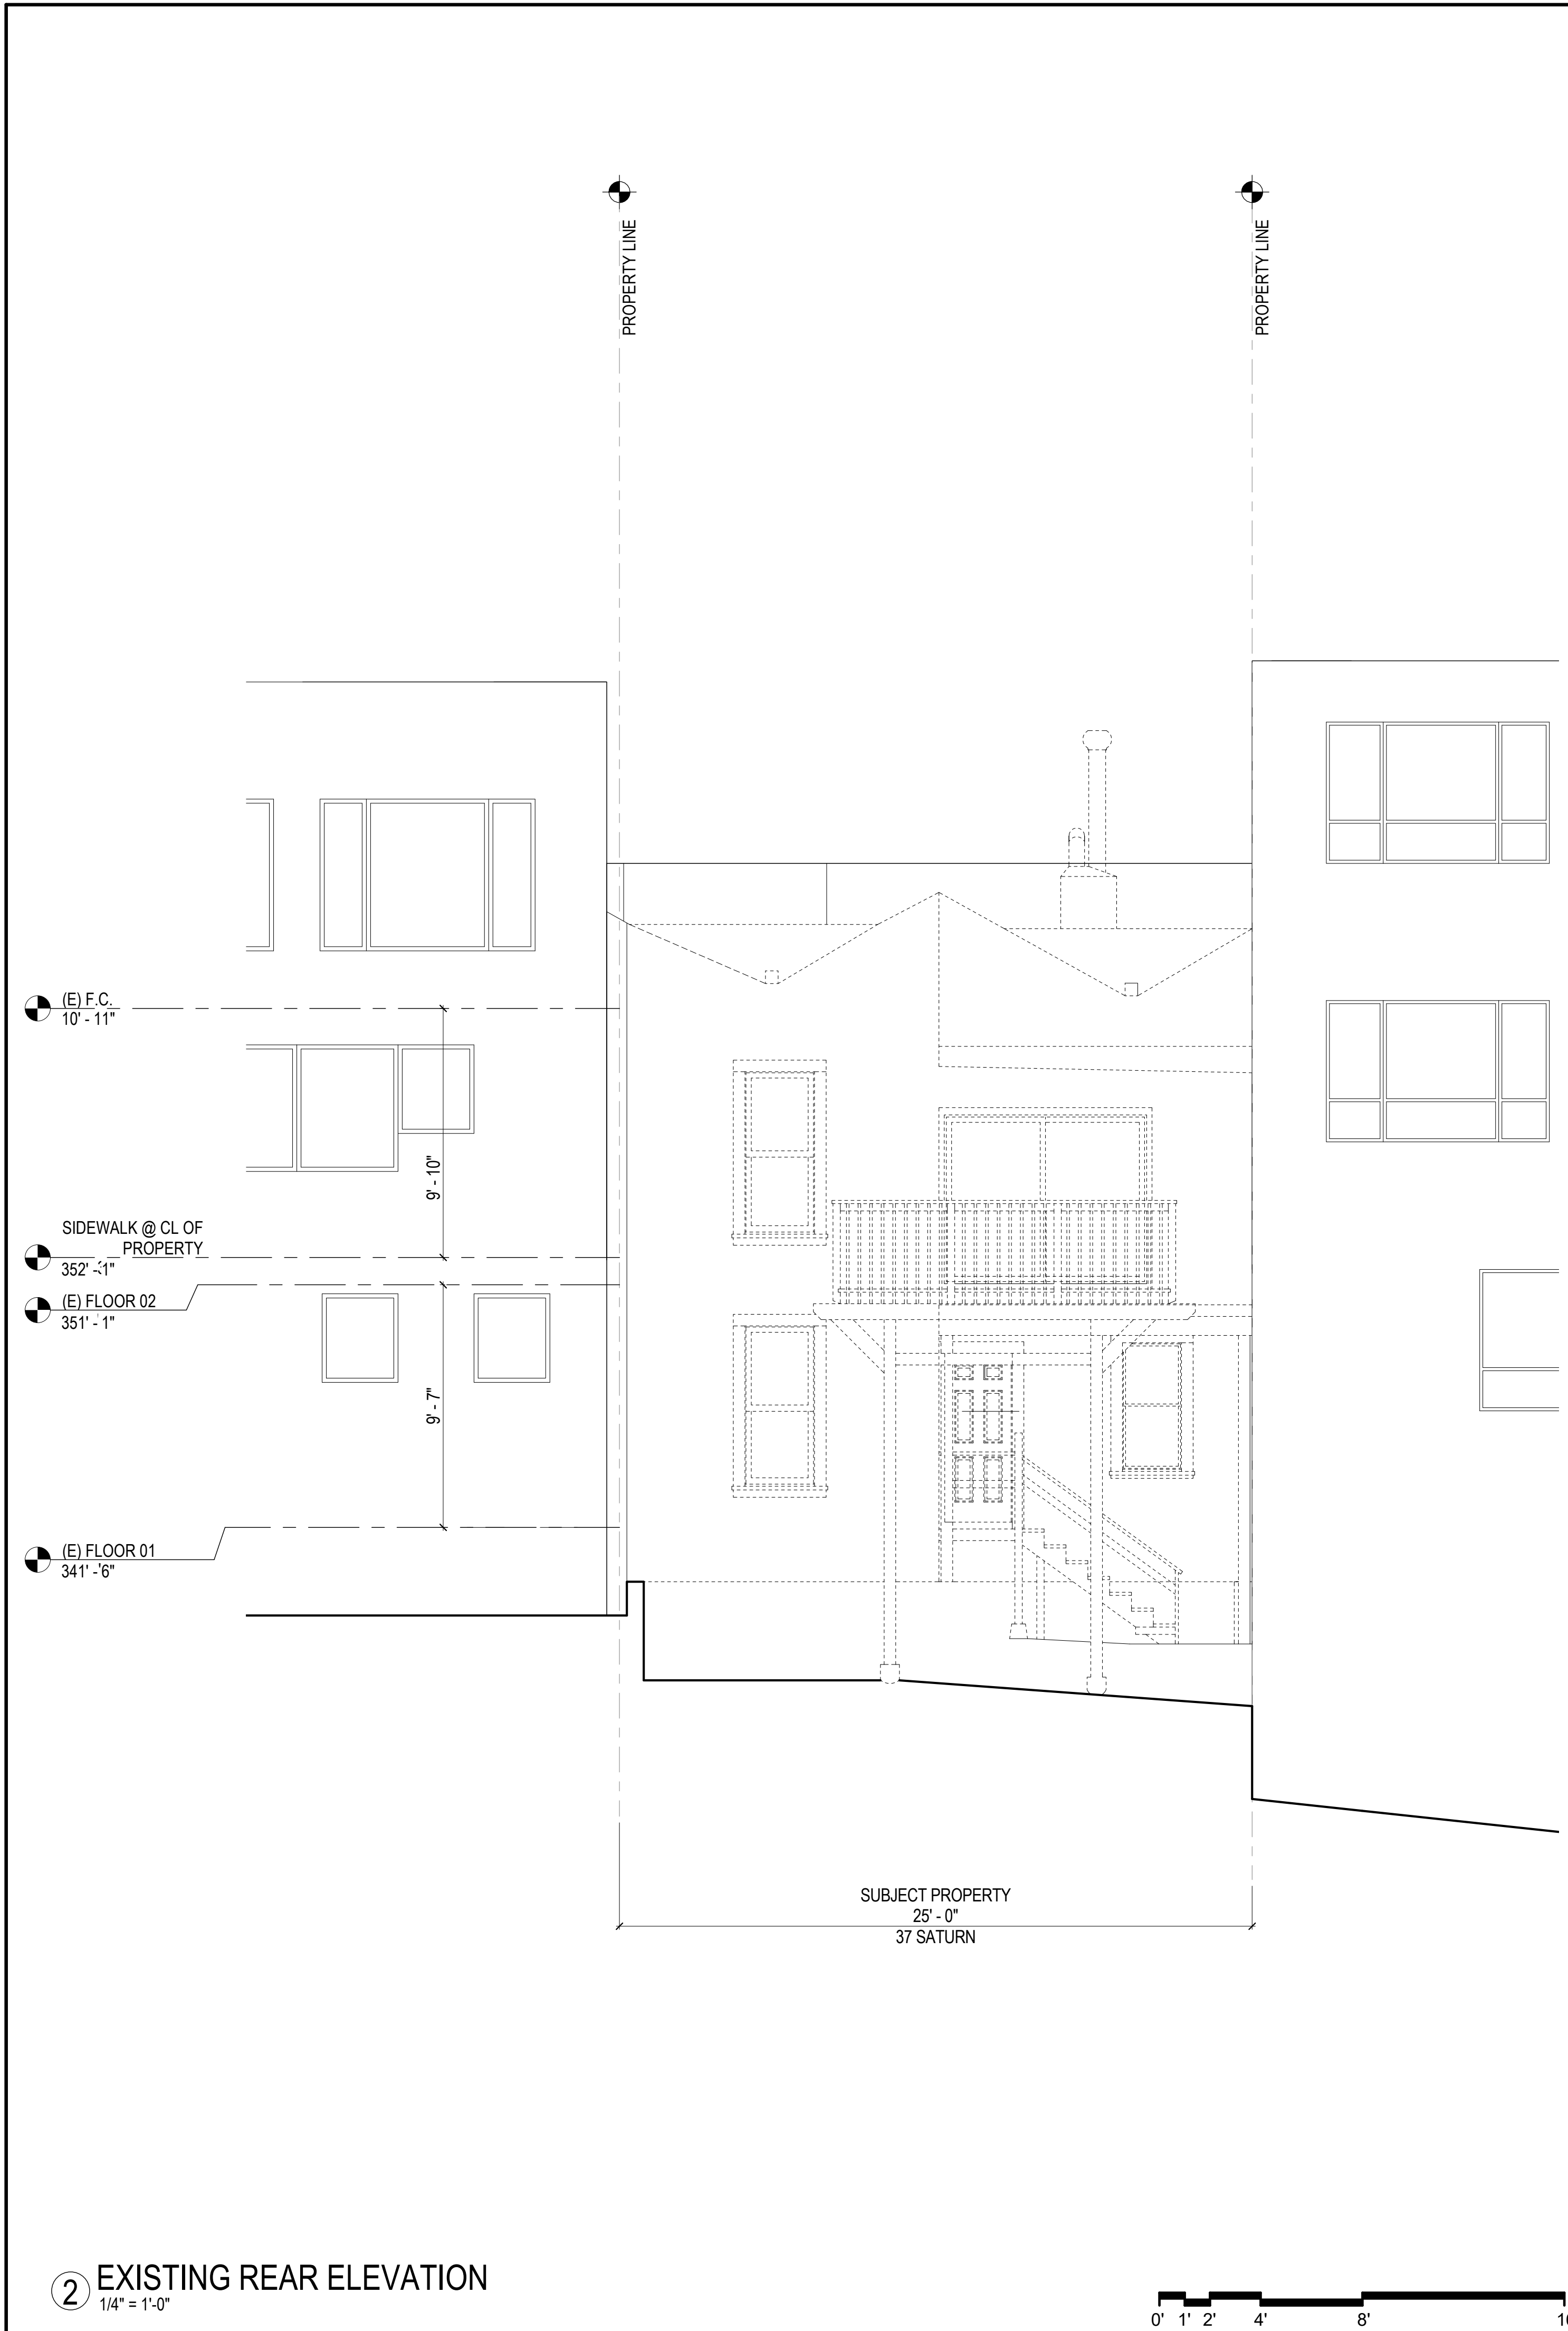 PROPERTY LINE
PROPERTY LINE
(E) F.C.
10' - 11"
9' - 10"
SIDEWALK @ CL OF
PROPERTY
352' - 1"
(E) FLOOR 02
351' - 1"
9' - 7"
(E) FLOOR 01
341' - 6"
SUBJECT PROPERTY
25' - 0"
37 SATURN
2 EXISTING REAR ELEVATION
1/4" = 1'-0"
0' 1' 2' 4' 8'